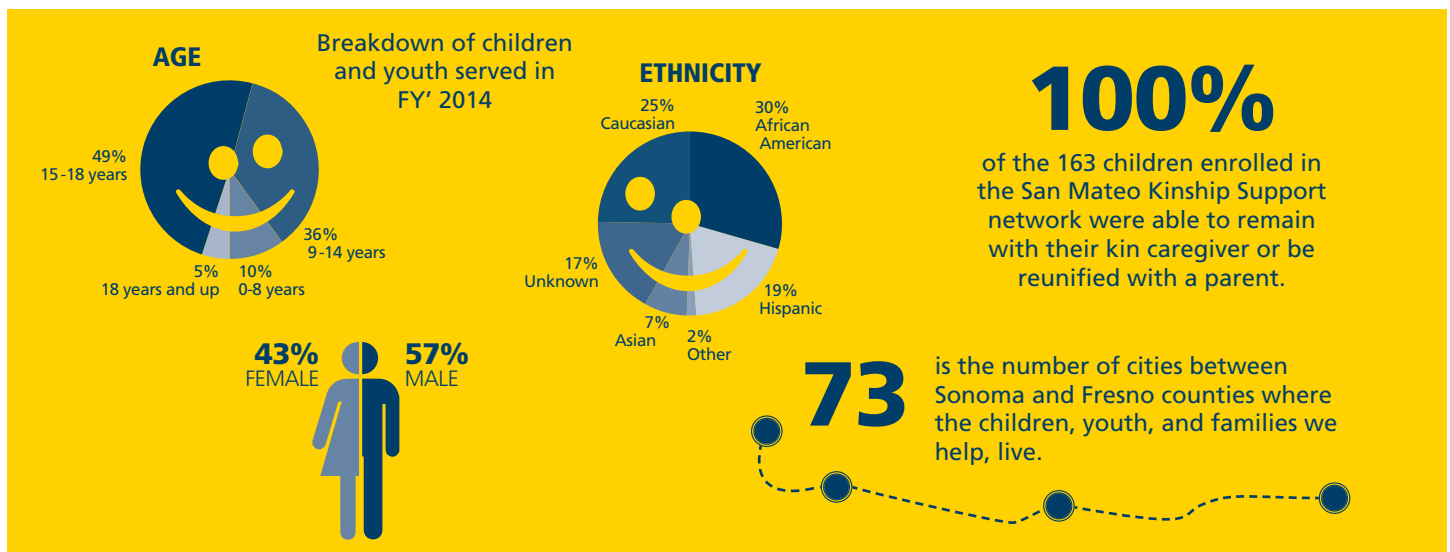 AGE
Breakdown of children
and youth served in
FY' 2014
49%
15-18 years
36%
9-14 years
5%
18 years and up
10%
0-8 years
ETHNICITY
25%
Caucasian
30%
African
American
17%
Unknown
19%
Hispanic
7%
Asian
2%
Other
43%
FEMALE
57%
MALE
100%
of the 163 children enrolled in
the San Mateo Kinship Support
network were able to remain
with their kin caregiver or be
reunified with a parent.
73
is the number of cities between
Sonoma and Fresno counties where
the children, youth, and families we
help, live.